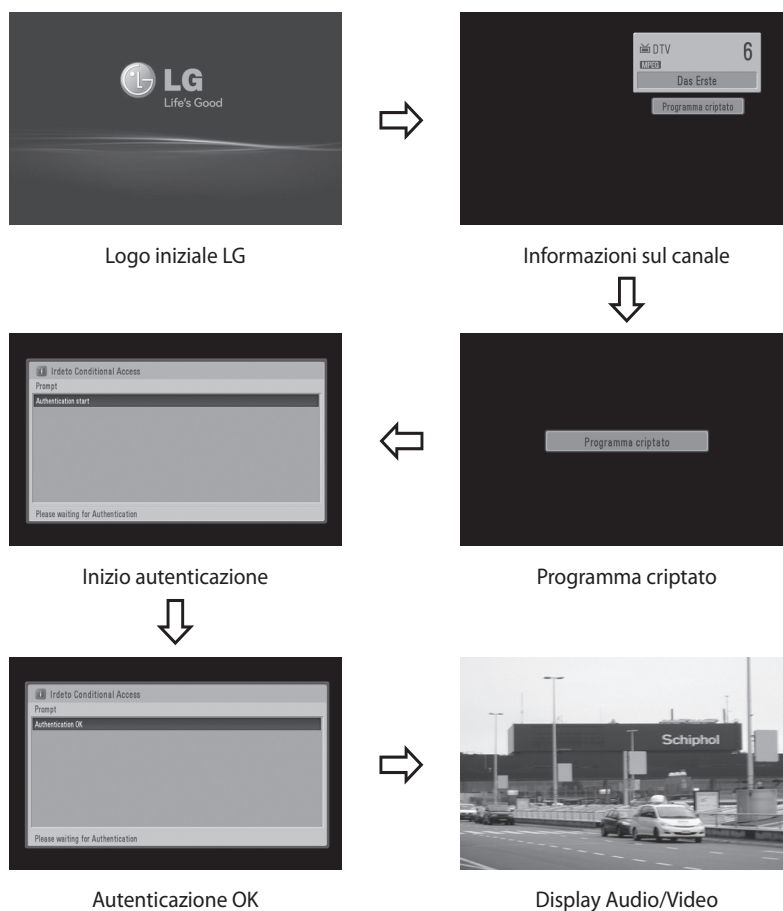 LG
Life's Good
Logo iniziale LG
DTV
6
MPEG
Das Erste
Programma criptato
Informazioni sul canale
Programma criptato
Programma criptato
Irdeto Conditional Access
Prompt
Authentication start
Please waiting for Authentication
Inizio autenticazione
Irdeto Conditional Access
Prompt
Authentication OK
Please waiting for Authentication
Autenticazione OK
Schiphol
Display Audio/Video